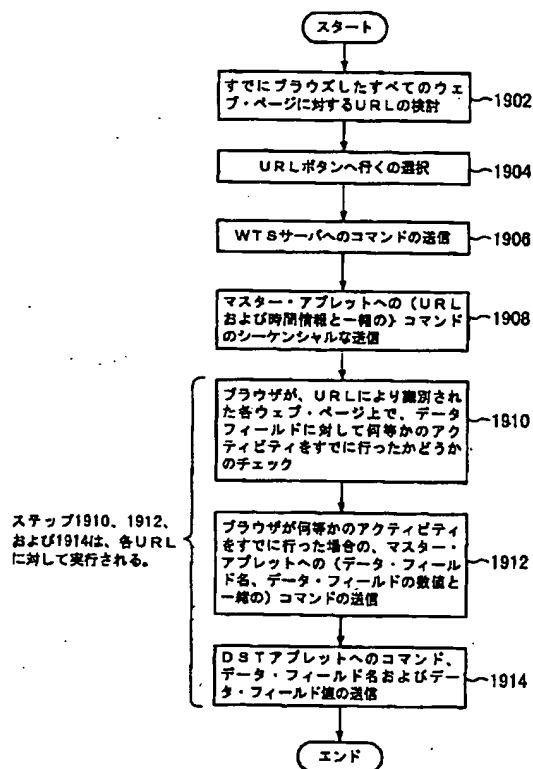 スタート
すでにブラウズしたすべてのウェ
ブ・ページに対するURLの検討
1902
URLボタンへ行くの選択
1904
WTSサーバへのコマンドの送信
1906
マスター・アプレットへの(URL
および時間情報と一緒の)コマンド
のシーケンシャルな送信
1908
ブラウザが、URLにより識別され
た各ウェブ・ページ上で、データ
フィールドに対して何等かのアク
ティビティをすでに行ったかどうか
のチェック
1910
ステップ1910、1912、
および1914は、各URL
に対して実行される。
ブラウザが何等かのアクティビティ
をすでに行った場合の、マスター・
アプレットへの(データ・フィール
ド名、データ・フィールドの数値と
一緒の)コマンドの送信
1912
DSTアプレットへのコマンド、
データ・フィールド名およびデー
タ・フィールド値の送信
1914
エンド